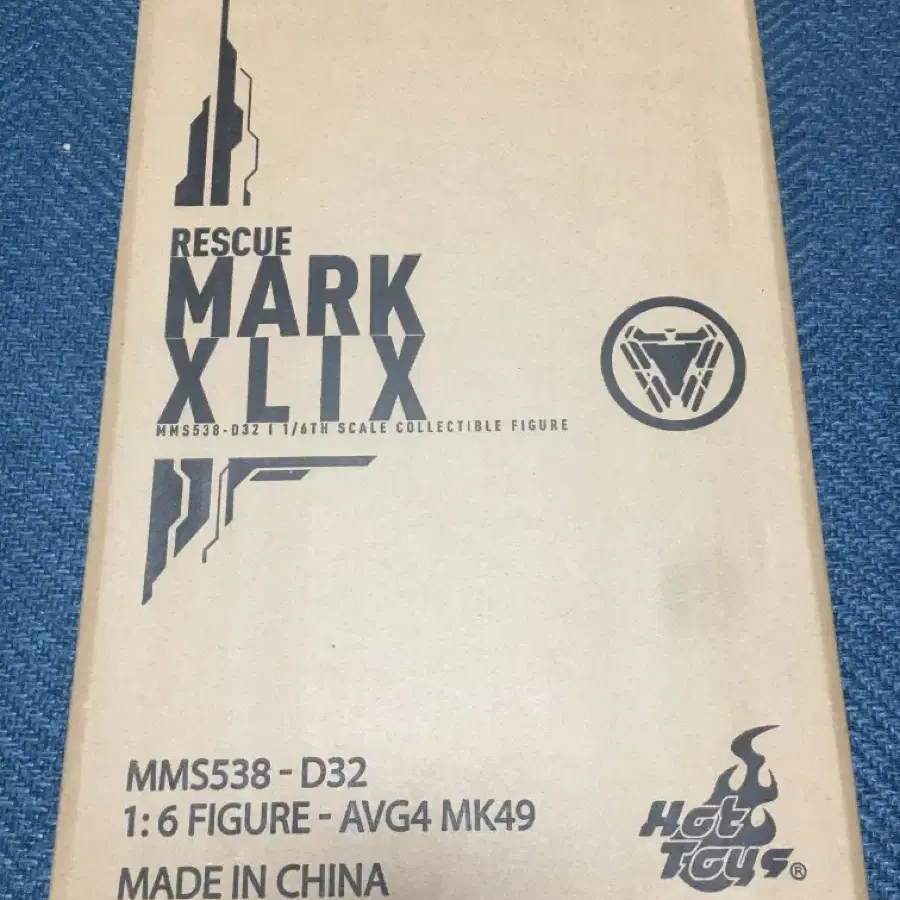 RESCUE
MARK
XLIX
MMS538-D32 | 1/6TH SCALE COLLECTIBLE FIGURE
MMS538 - D32
1: 6 FIGURE - AVG4 MK49
MADE IN CHINA
Hot
Toys®